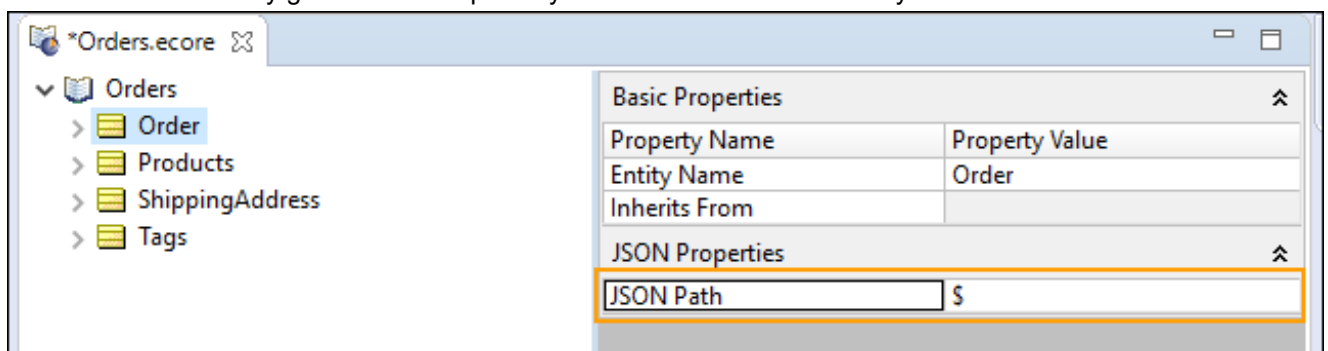 *Orders.ecore
Orders
Order
Products
ShippingAddress
Tags
Basic Properties
Property Name Property Value
Entity Name Order
Inherits From
JSON Properties
JSON Path $